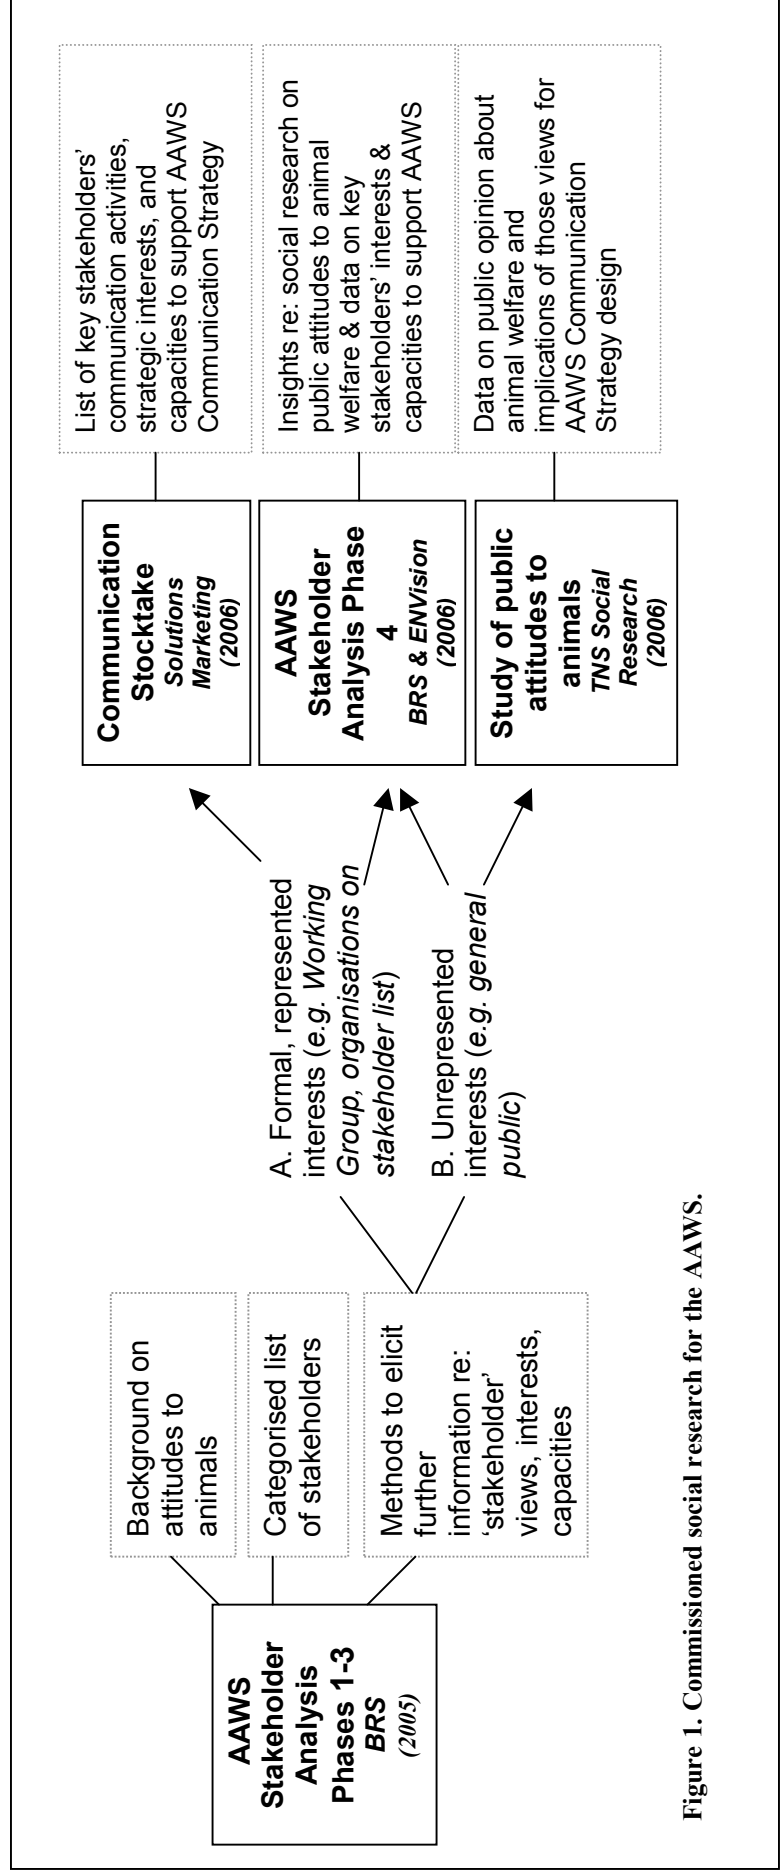 AAWS
Stakeholder
Analysis
Phases 1-3
BRS
(2005)
Background on
attitudes to
animals
Categorised list
of stakeholders
Methods to elicit
further
information re:
‘stakeholder’
views, interests,
capacities
A. Formal, represented
interests (e.g. Working
Group, organisations on
stakeholder list)
B. Unrepresented
interests (e.g. general
public)
Communication
Stocktake
Solutions
Marketing
(2006)
List of key stakeholders’
communication activities,
strategic interests, and
capacities to support AAWS
Communication Strategy
AAWS
Stakeholder
Analysis Phase
4
BRS & ENVision
(2006)
Insights re: social research on
public attitudes to animal
welfare & data on key
stakeholders’ interests &
capacities to support AAWS
Study of public
attitudes to
animals
TNS Social
Research
(2006)
Data on public opinion about
animal welfare and
implications of those views for
AAWS Communication
Strategy design
Figure 1. Commissioned social research for the AAWS.